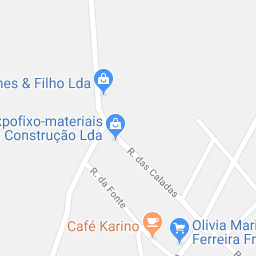 nes & Filho Lda
xpofixo-materiais
Construção Lda
R. das Caladas
R. da Fonte
Café Karino
Olivia Mari
Ferreira Fr